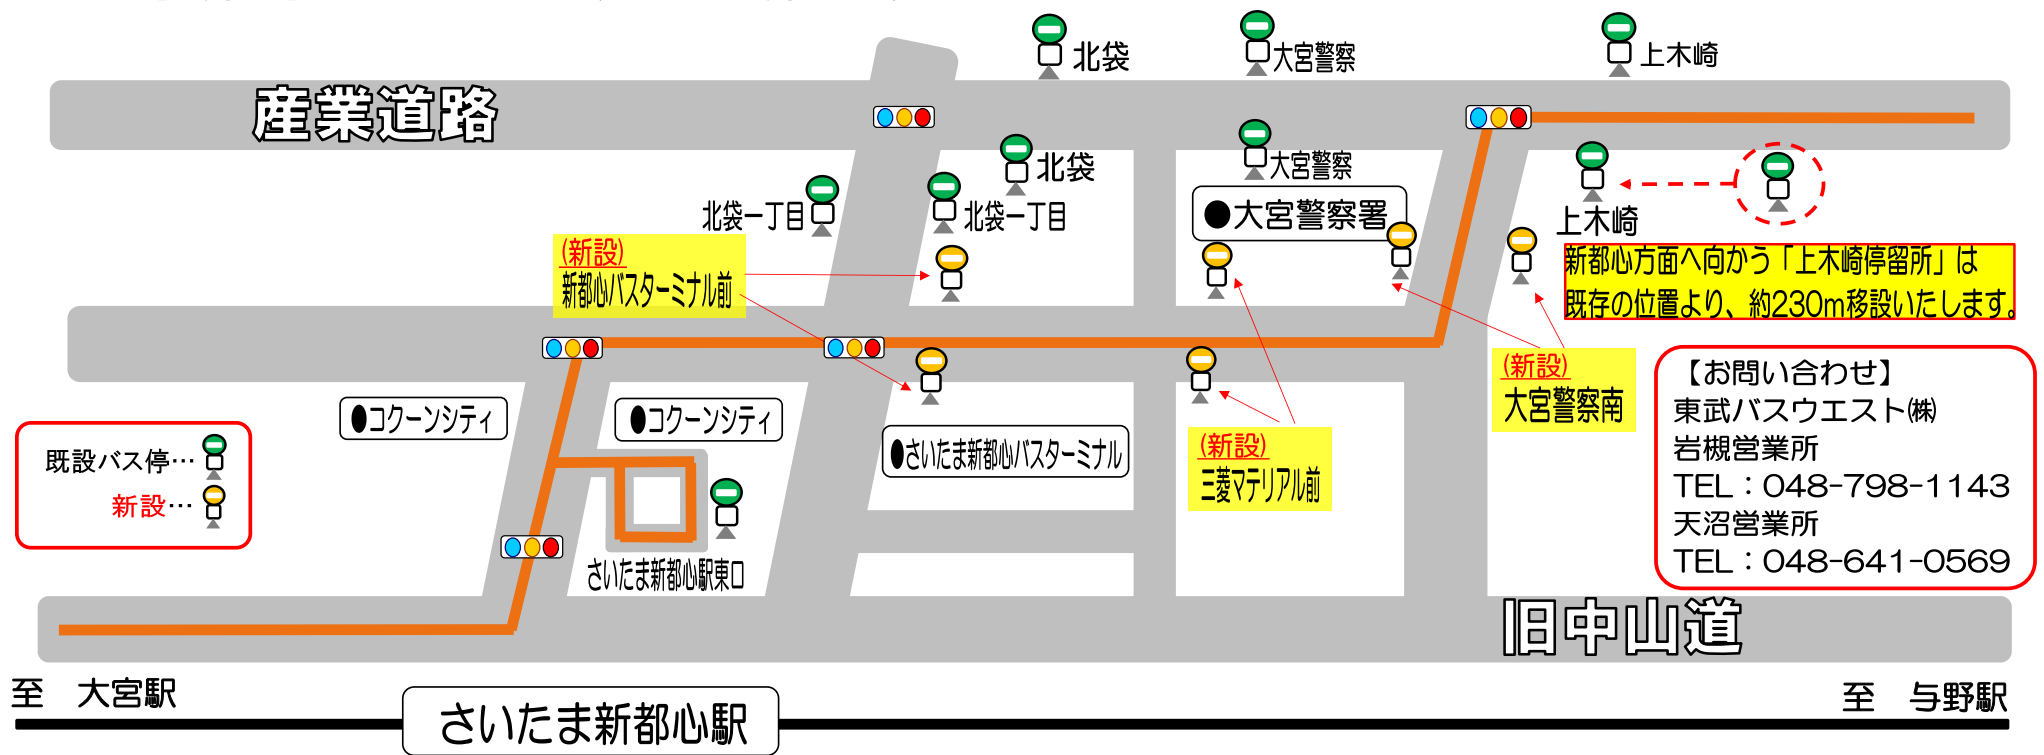 北袋
大宮警察
上木崎
産業道路
北袋
大宮警察
北袋一丁目
北袋一丁目
●大宮警察署
上木崎
(新設)
新都心バスターミナル前
新都心方面へ向かう「上木崎停留所」は
既存の位置より、約230m移設いたします。
(新設)
大宮警察南
【お問い合わせ】
東武バスウエスト㈱
岩槻営業所
TEL：048-798-1143
天沼営業所
TEL：048-641-0569
●コクーンシティ
●コクーンシティ
●さいたま新都心バスターミナル
(新設)
三菱マテリアル前
既設バス停…
新設…
さいたま新都心駅東口
旧中山道
至　大宮駅
至　与野駅
さいたま新都心駅